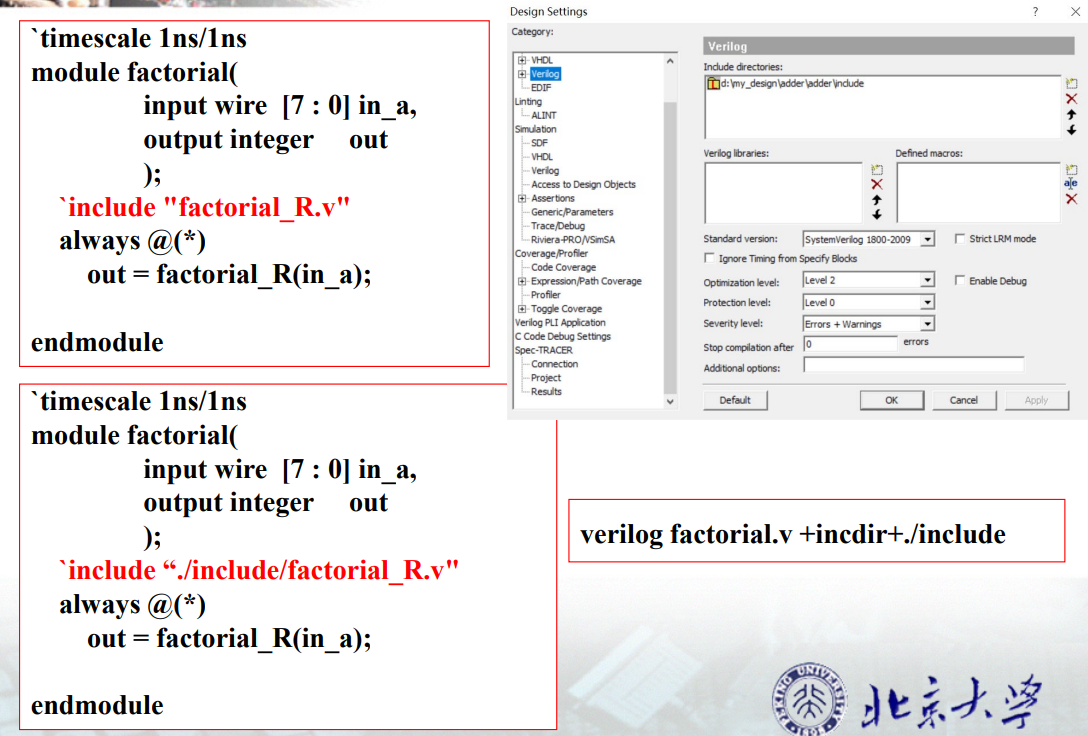 `timescale 1ns/1ns
module factorial(
input wire [7 : 0] in_a,
output integer out
);
`include "factorial_R.v"
always @(*)
out = factorial_R(in_a);
endmodule
`timescale 1ns/1ns
module factorial(
input wire [7 : 0] in_a,
output integer out
);
`include “./include/factorial_R.v"
always @(*)
out = factorial_R(in_a);
endmodule
Design Settings
Category:
VHDL
Verilog
EDIF
Linting
ALINT
Simulation
SDF
VHDL
Verilog
Access to Design Objects
Assertions
Generic/Parameters
Trace/Debug
Riviera-PRO/VSimSA
Coverage/Profiler
Code Coverage
Expression/Path Coverage
Profiler
Toggle Coverage
Verilog PLI Application
C Code Debug Settings
Spec-TRACER
Connection
Project
Results
Verilog
Include directories:
d:\my_design\adder\adder\include
Verilog libraries: Defined macros:
Standard version: SystemVerilog 1800-2009 Strict LRM mode
Ignore Timing from Specify Blocks
Optimization level: Level 2 Enable Debug
Protection level: Level 0
Severity level: Errors + Warnings
Stop compilation after 0 errors
Additional options:
Default OK Cancel Apply
verilog factorial.v +incdir+./include
PEKING UNIVERSITY
1898
北京大学